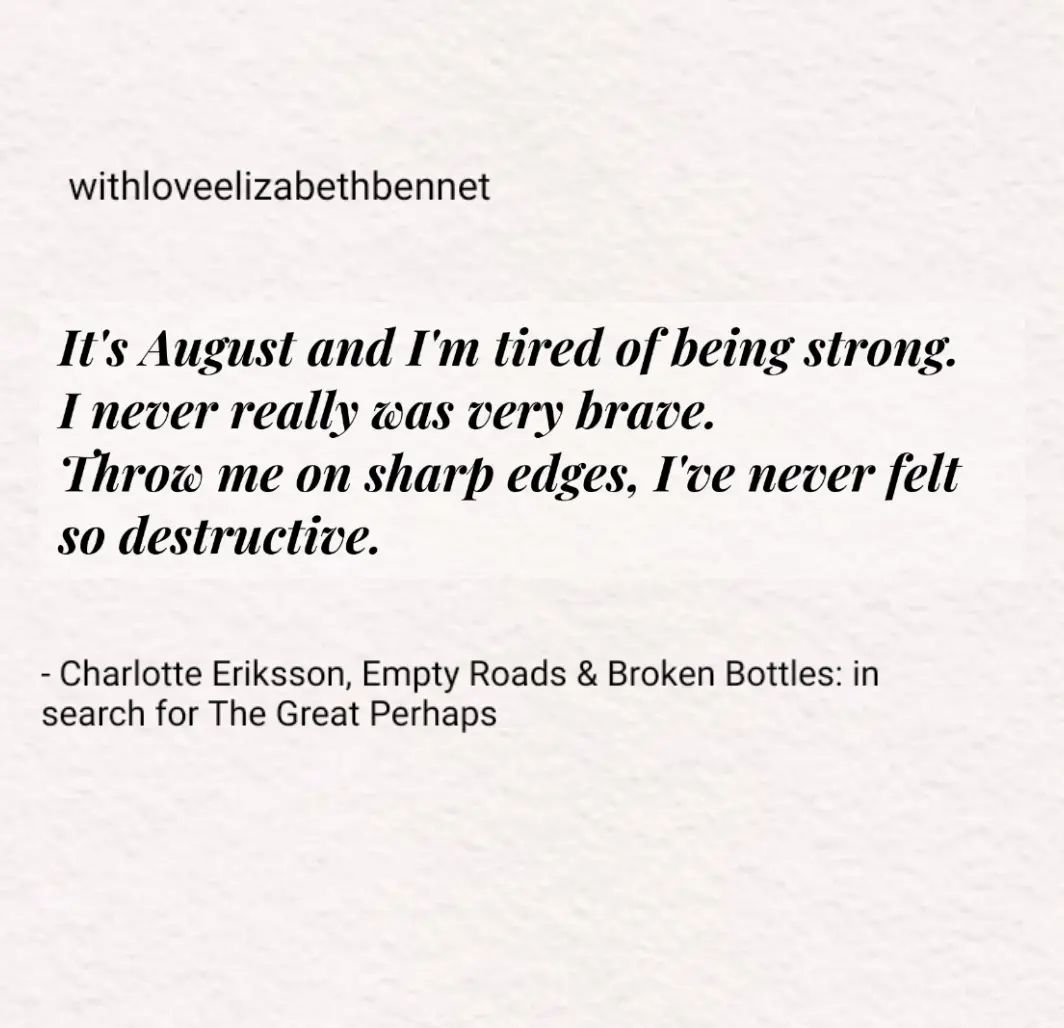 withloveelizabethbennet
It's August and I'm tired of being strong.
I never really was very brave.
Throw me on sharp edges, I've never felt
so destructive.
- Charlotte Eriksson, Empty Roads & Broken Bottles: in
search for The Great Perhaps